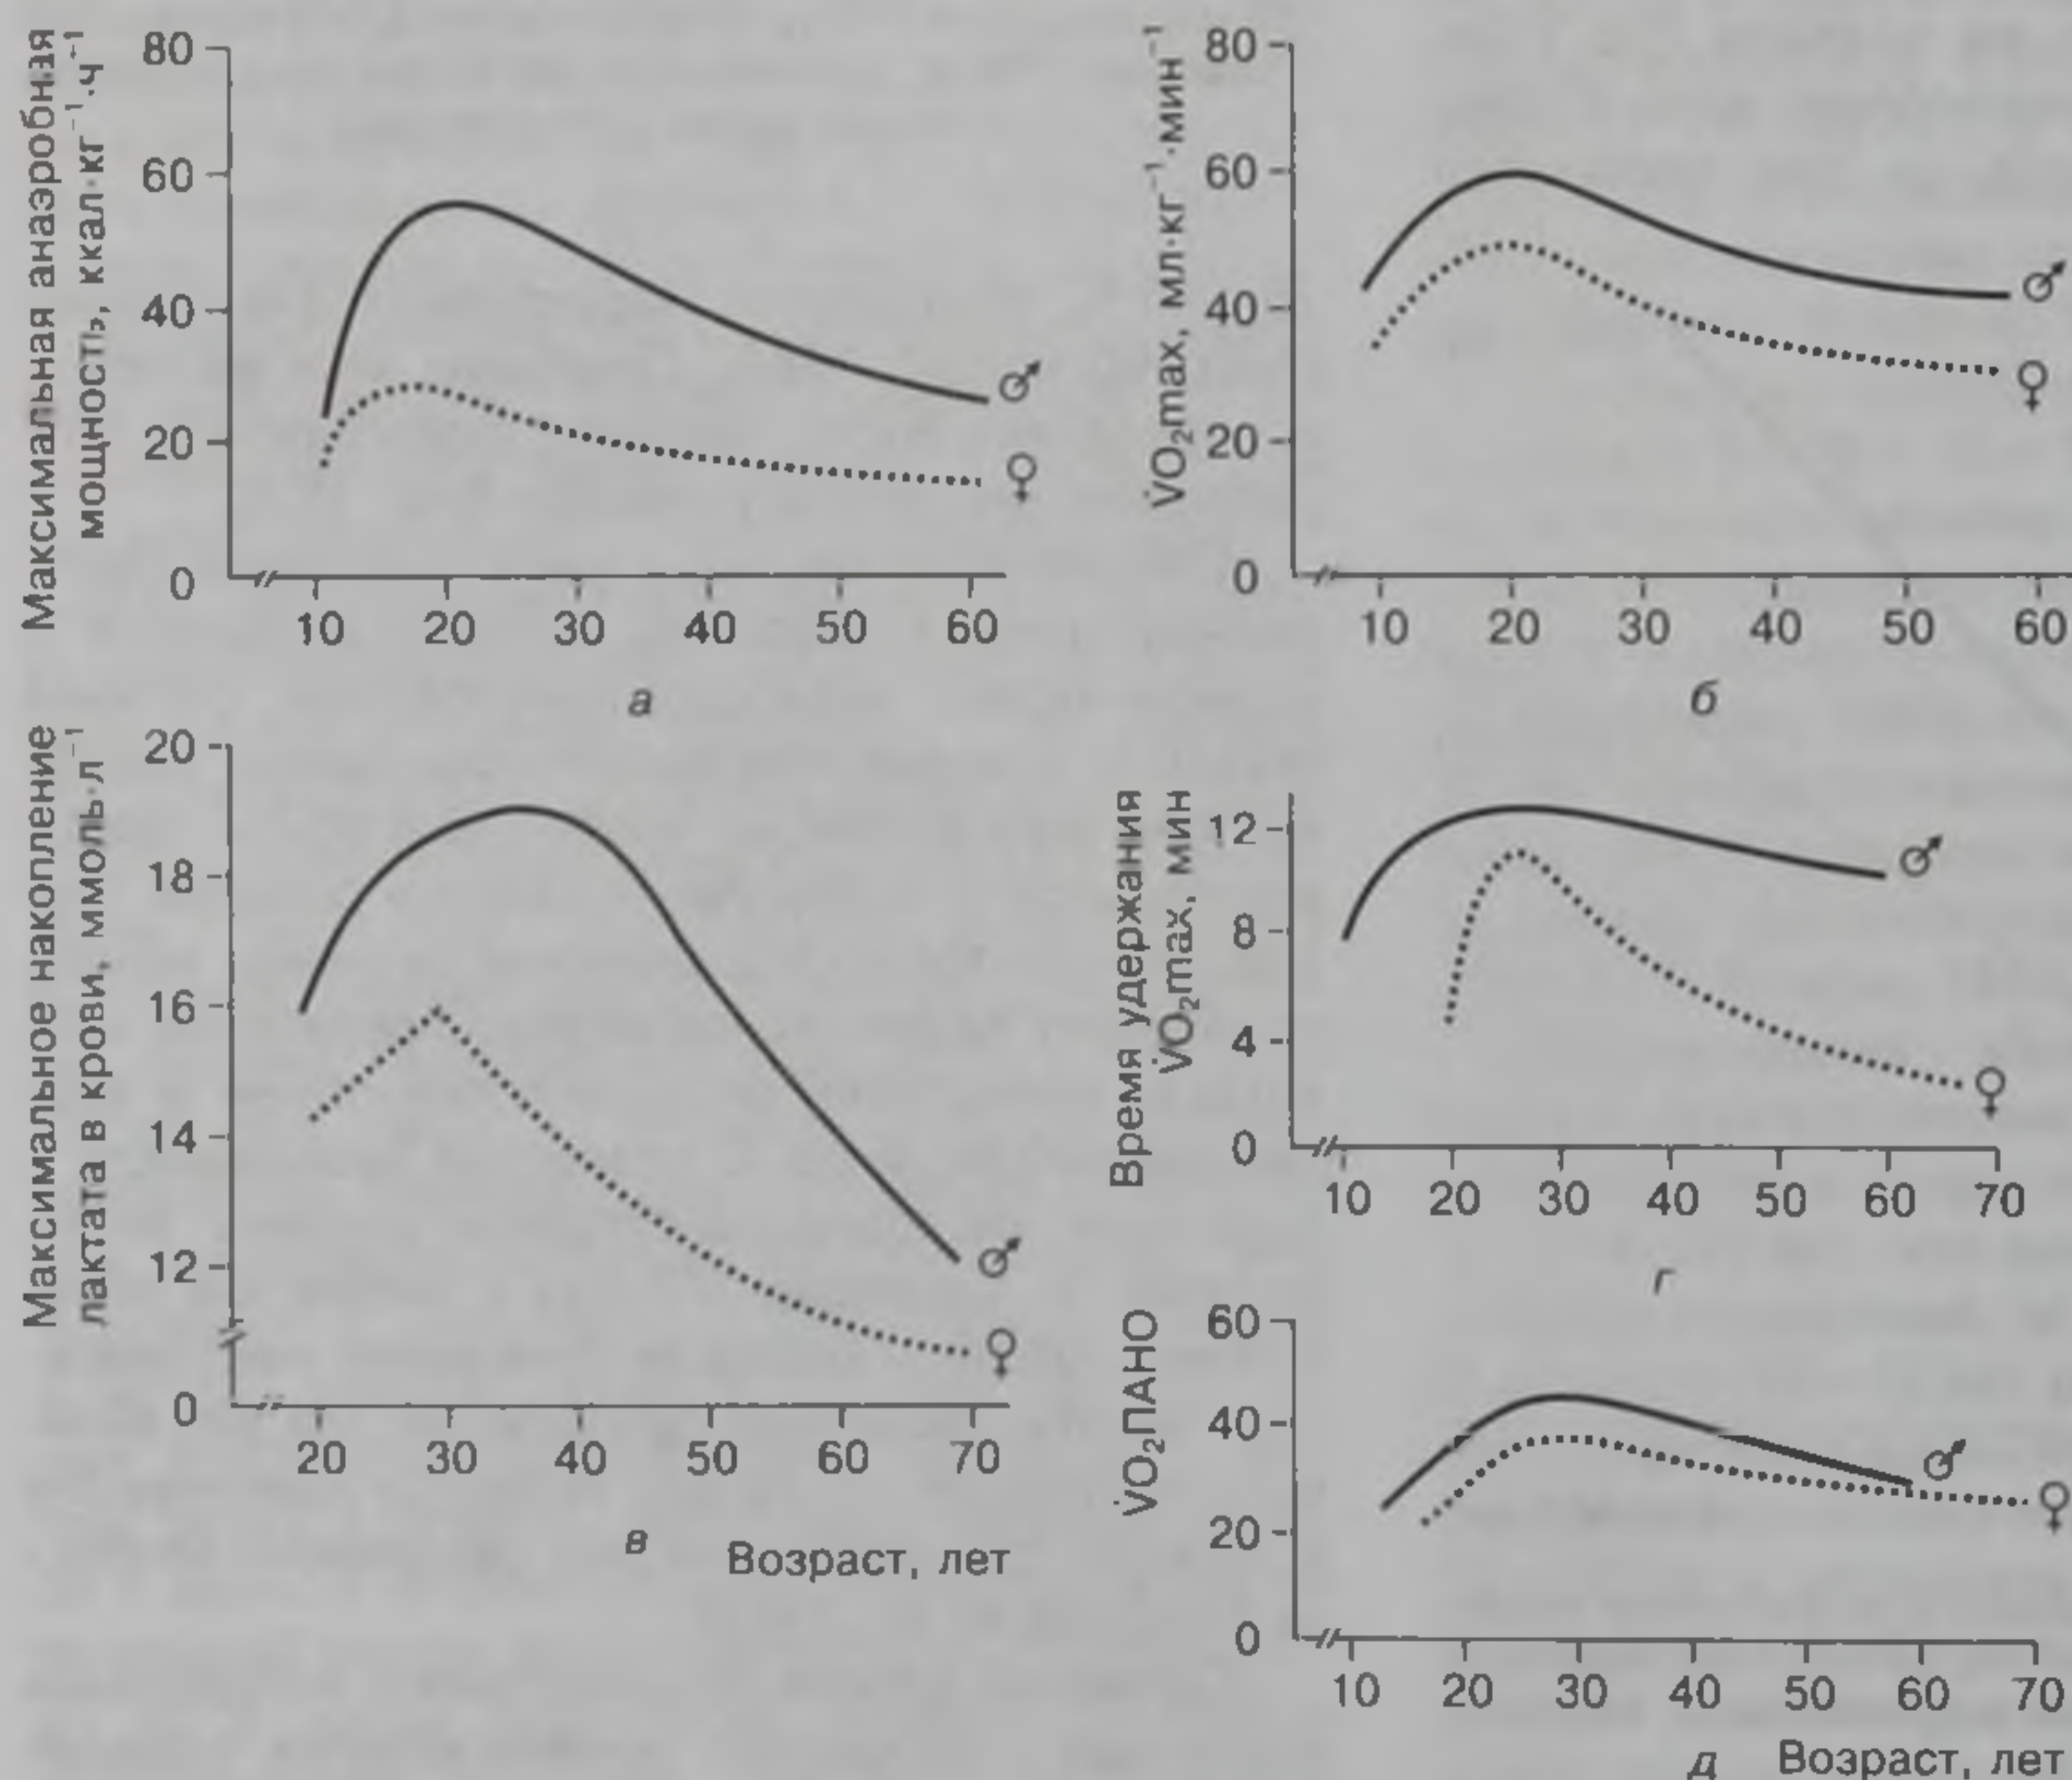 Максимальная анаэробная
мощность, ккал·кг⁻¹·ч⁻¹
80
60
40
20
0
10 20 30 40 50 60
♂
♀
а
V̇O₂max, мл·кг⁻¹·мин⁻¹
80
60
40
20
0
10 20 30 40 50 60
♂
♀
б
Максимальное накопление
лактата в крови, ммоль·л⁻¹
20
18
16
14
12
0
20 30 40 50 60 70
♂
♀
в
Возраст, лет
Время удержания
V̇O₂max, мин
12
8
4
0
10 20 30 40 50 60 70
♂
♀
г
V̇O₂ПАНО
60
40
20
0
10 20 30 40 50 60 70
♂
♀
д
Возраст, лет